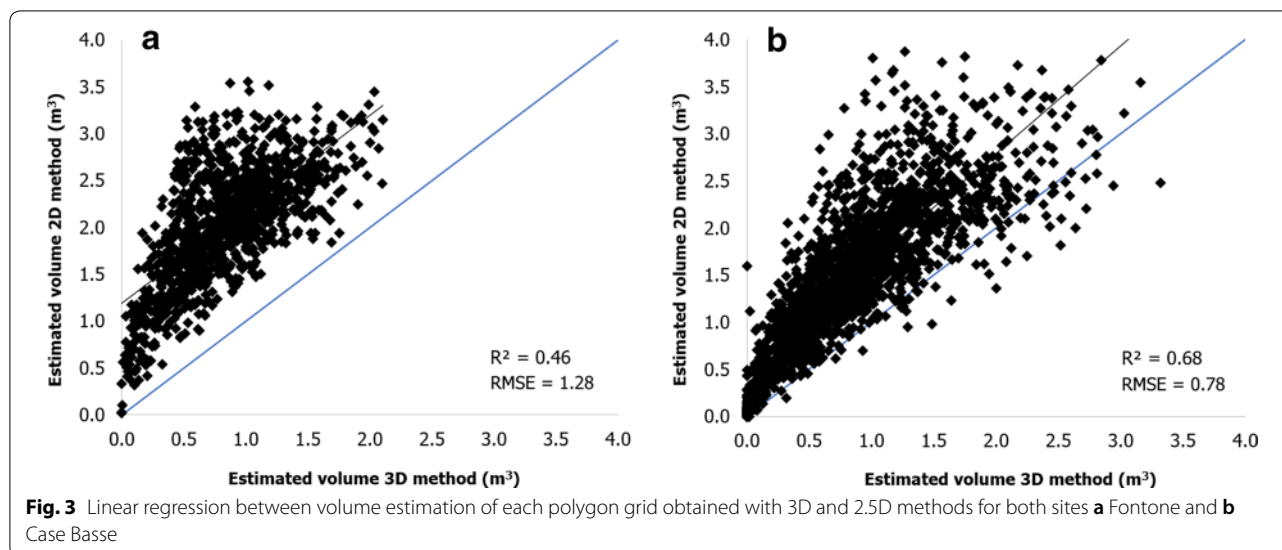 a
4.0
3.5
3.0
2.5
2.0
1.5
1.0
0.5
0.0
Estimated volume 2D method (m³)
R² = 0.46
RMSE = 1.28
0.0 0.5 1.0 1.5 2.0 2.5 3.0 3.5 4.0
Estimated volume 3D method (m³)
b
4.0
3.5
3.0
2.5
2.0
1.5
1.0
0.5
0.0
Estimated volume 2D method (m³)
R² = 0.68
RMSE = 0.78
0.0 0.5 1.0 1.5 2.0 2.5 3.0 3.5 4.0
Estimated volume 3D method (m³)
Fig. 3 Linear regression between volume estimation of each polygon grid obtained with 3D and 2.5D methods for both sites a Fontone and b
Case Basse